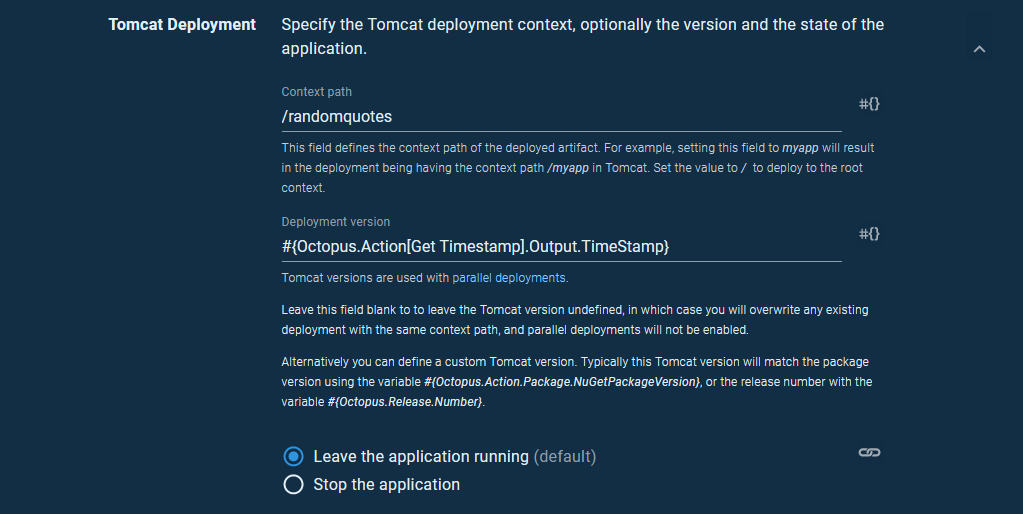 Tomcat Deployment
Specify the Tomcat deployment context, optionally the version and the state of the
application.
Context path
#{}
/randomquotes
This field defines the context path of the deployed artifact. For example, setting this field to myapp will result
in the deployment being having the context path /myapp in Tomcat. Set the value to / to deploy to the root
context.
Deployment version
#{}
#{Octopus.Action[Get Timestamp].Output.TimeStamp}
Tomcat versions are used with parallel deployments.
Leave this field blank to to leave the Tomcat version undefined, in which case you will overwrite any existing
deployment with the same context path, and parallel deployments will not be enabled.
Alternatively you can define a custom Tomcat version. Typically this Tomcat version will match the package
version using the variable #{Octopus.Action.Package.NuGetPackageVersion}, or the release number with the
variable #{Octopus.Release.Number}.
Leave the application running (default)
Stop the application